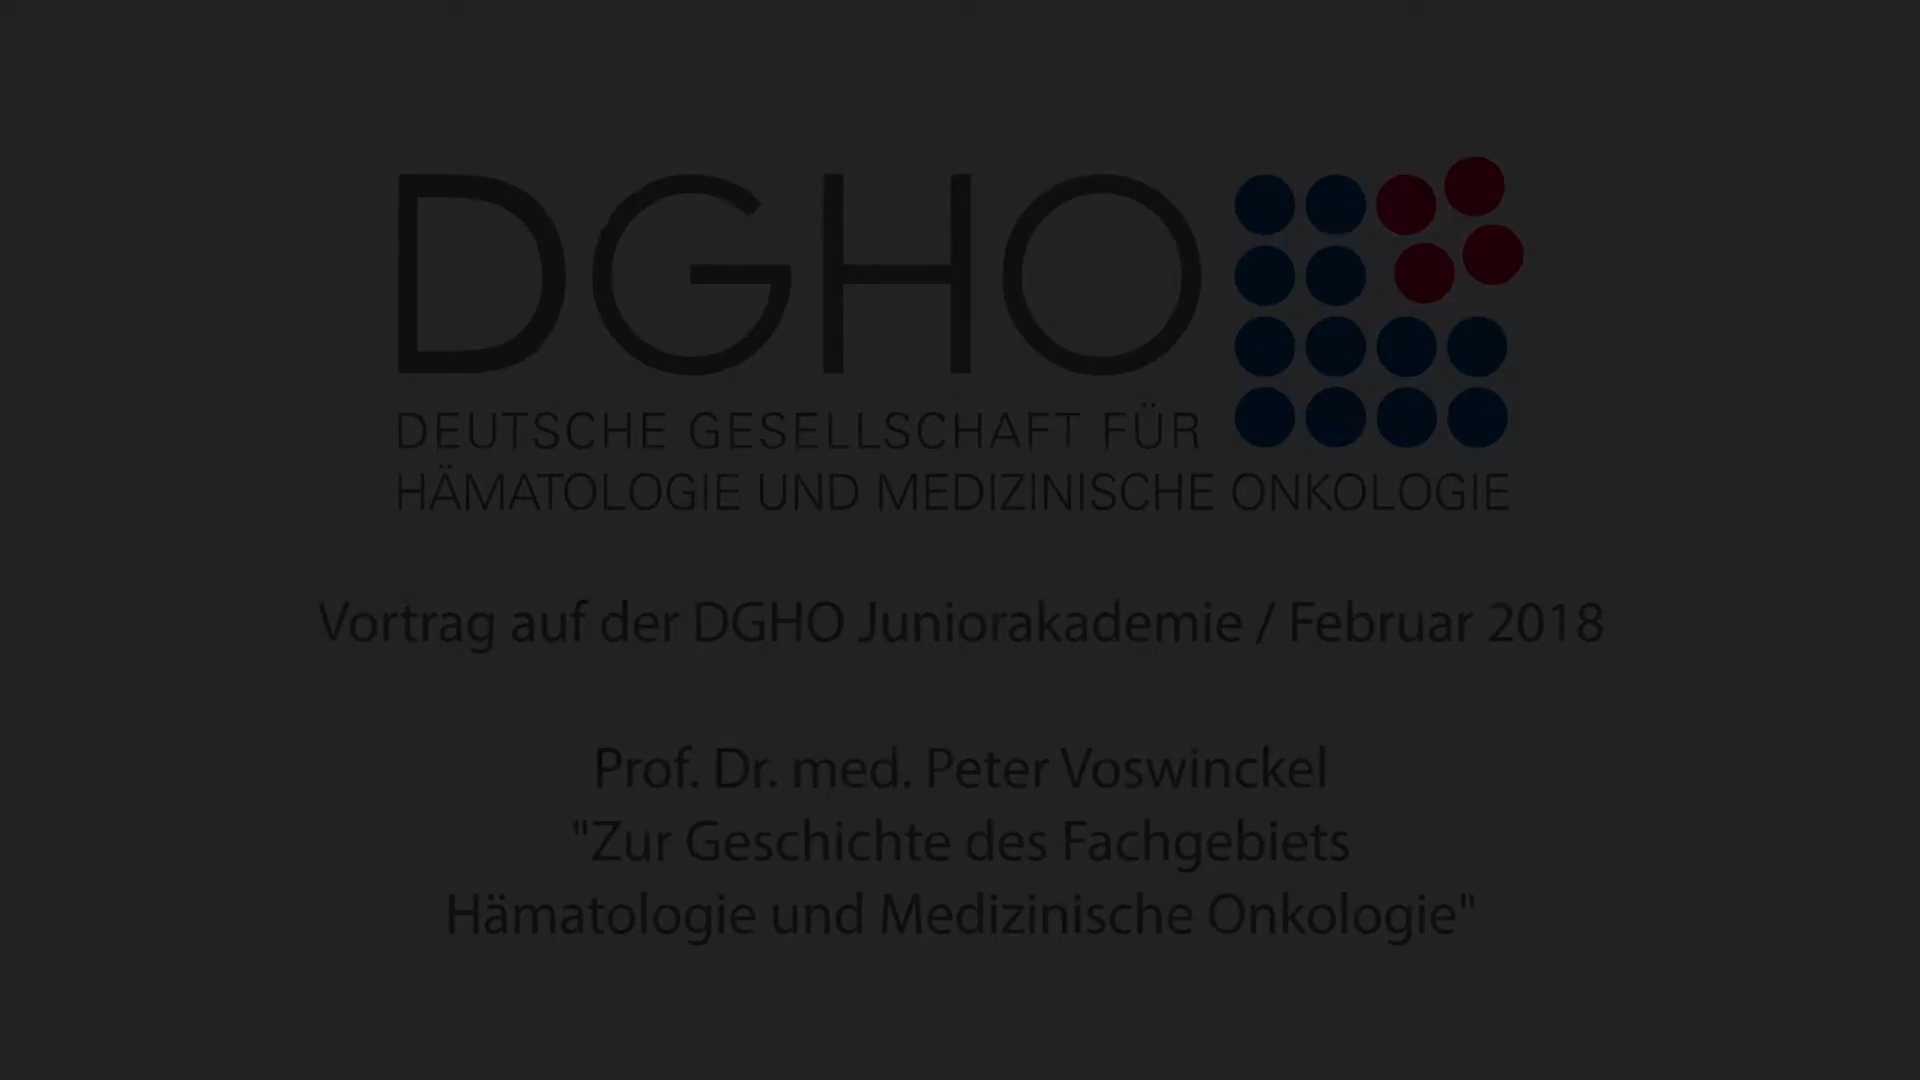 DGHO
DEUTSCHE GESELLSCHAFT FÜR
HÄMATOLOGIE UND MEDIZINISCHE ONKOLOGIE
Vortrag auf der DGHO Juniorakademie / Februar 2018
Prof. Dr. med. Peter Voswinckel
"Zur Geschichte des Fachgebiets
Hämatologie und Medizinische Onkologie"